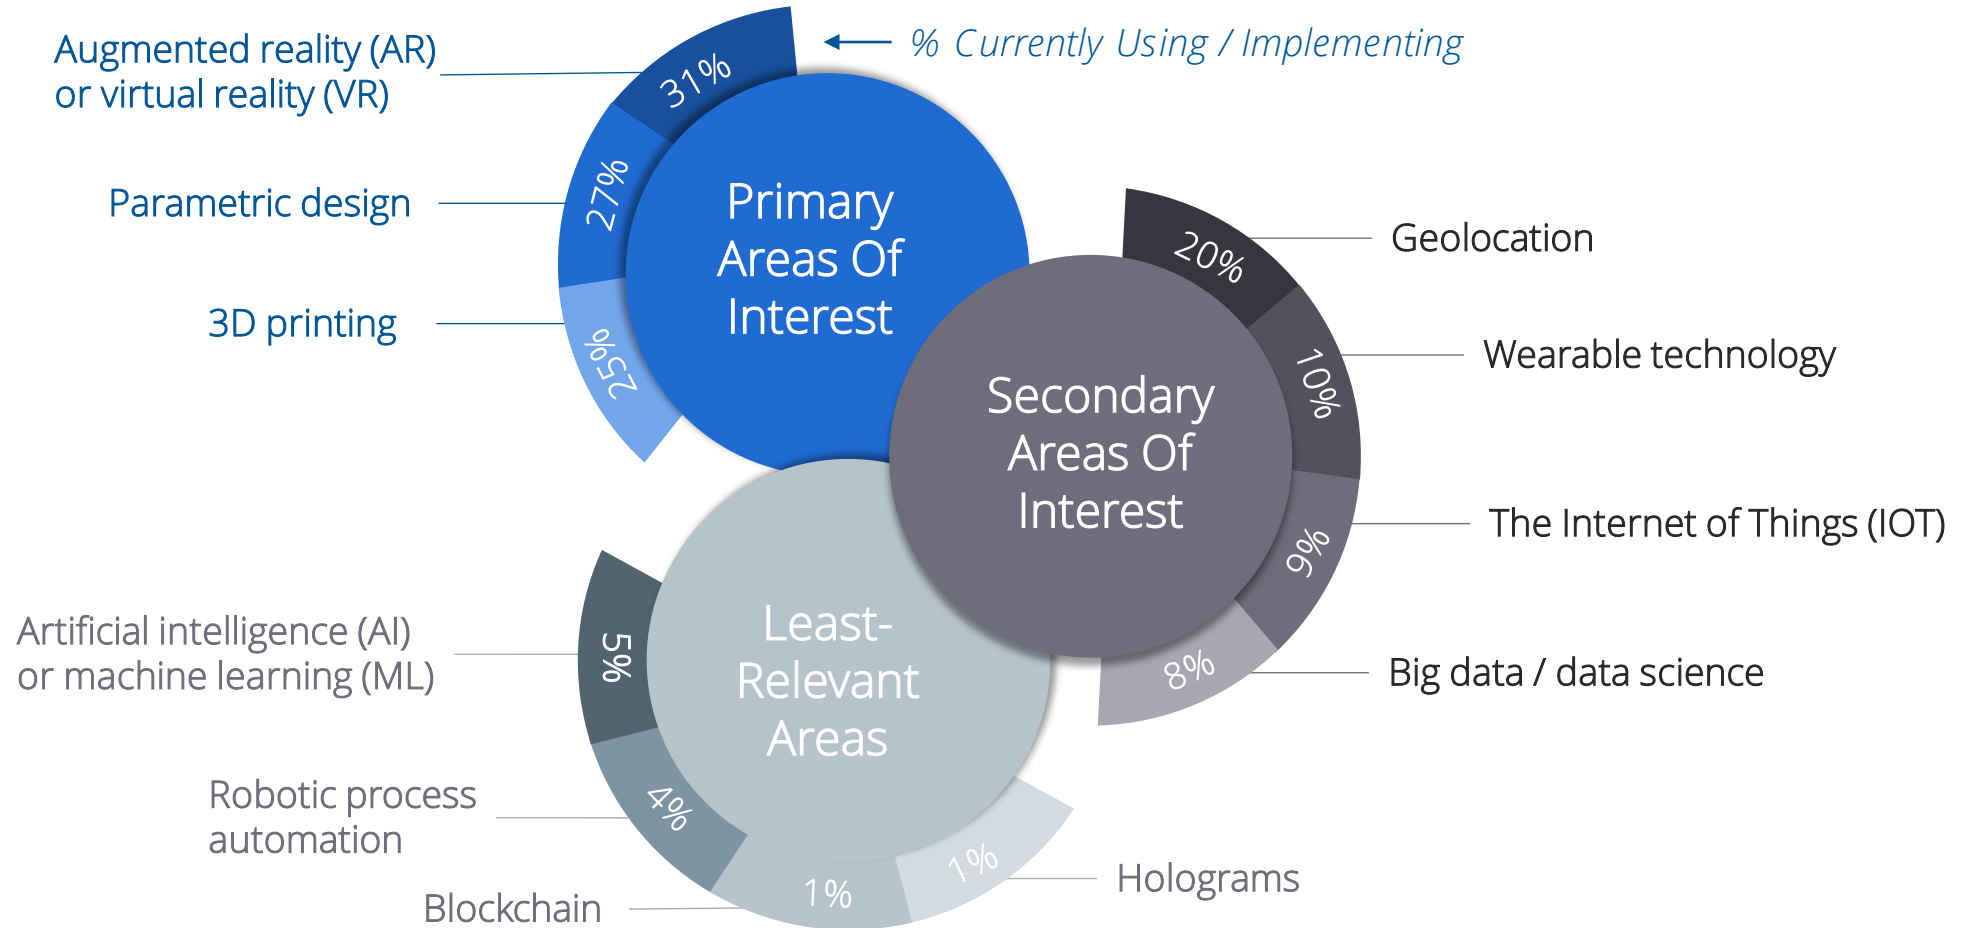 % Currently Using / Implementing
Augmented reality (AR)
or virtual reality (VR)
31%
Parametric design
27%
3D printing
25%
Primary
Areas Of
Interest
Geolocation
20%
Wearable technology
10%
The Internet of Things (IOT)
9%
Big data / data science
8%
Secondary
Areas Of
Interest
Artificial intelligence (AI)
or machine learning (ML)
5%
Robotic process
automation
4%
Blockchain
1%
Holograms
1%
Least-
Relevant
Areas